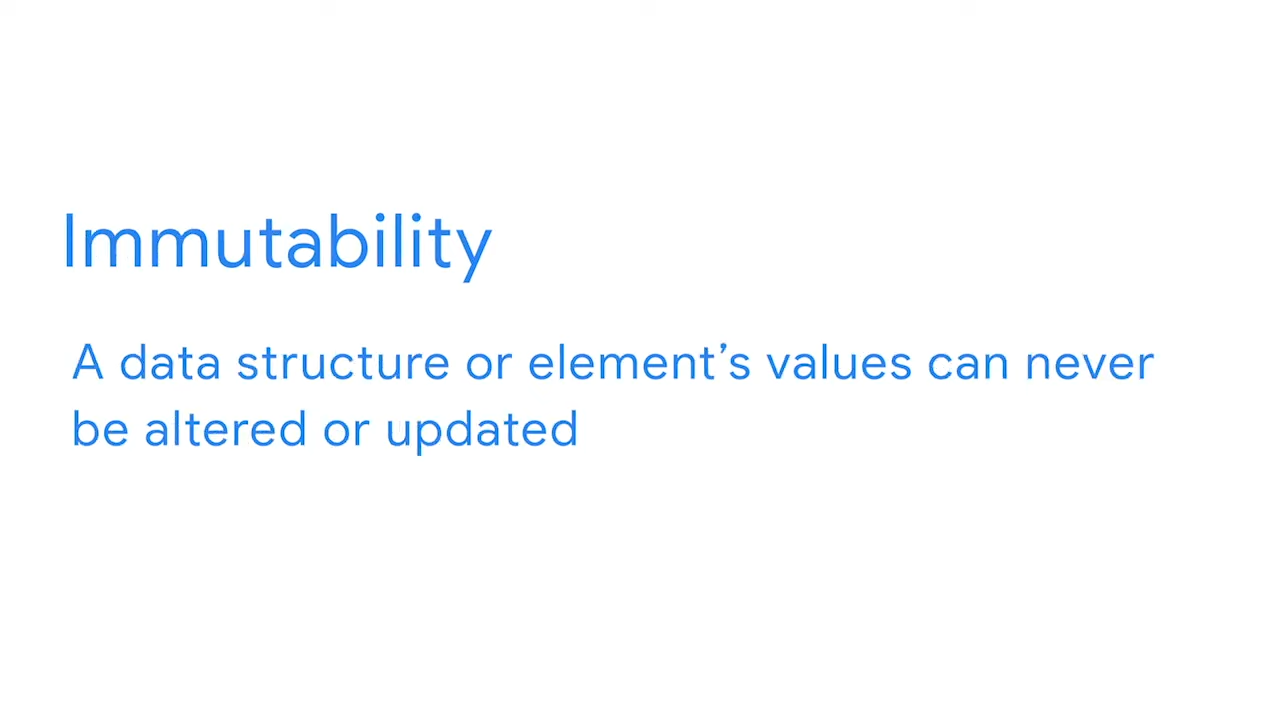 Immutability
A data structure or element’s values can never
be altered or updated